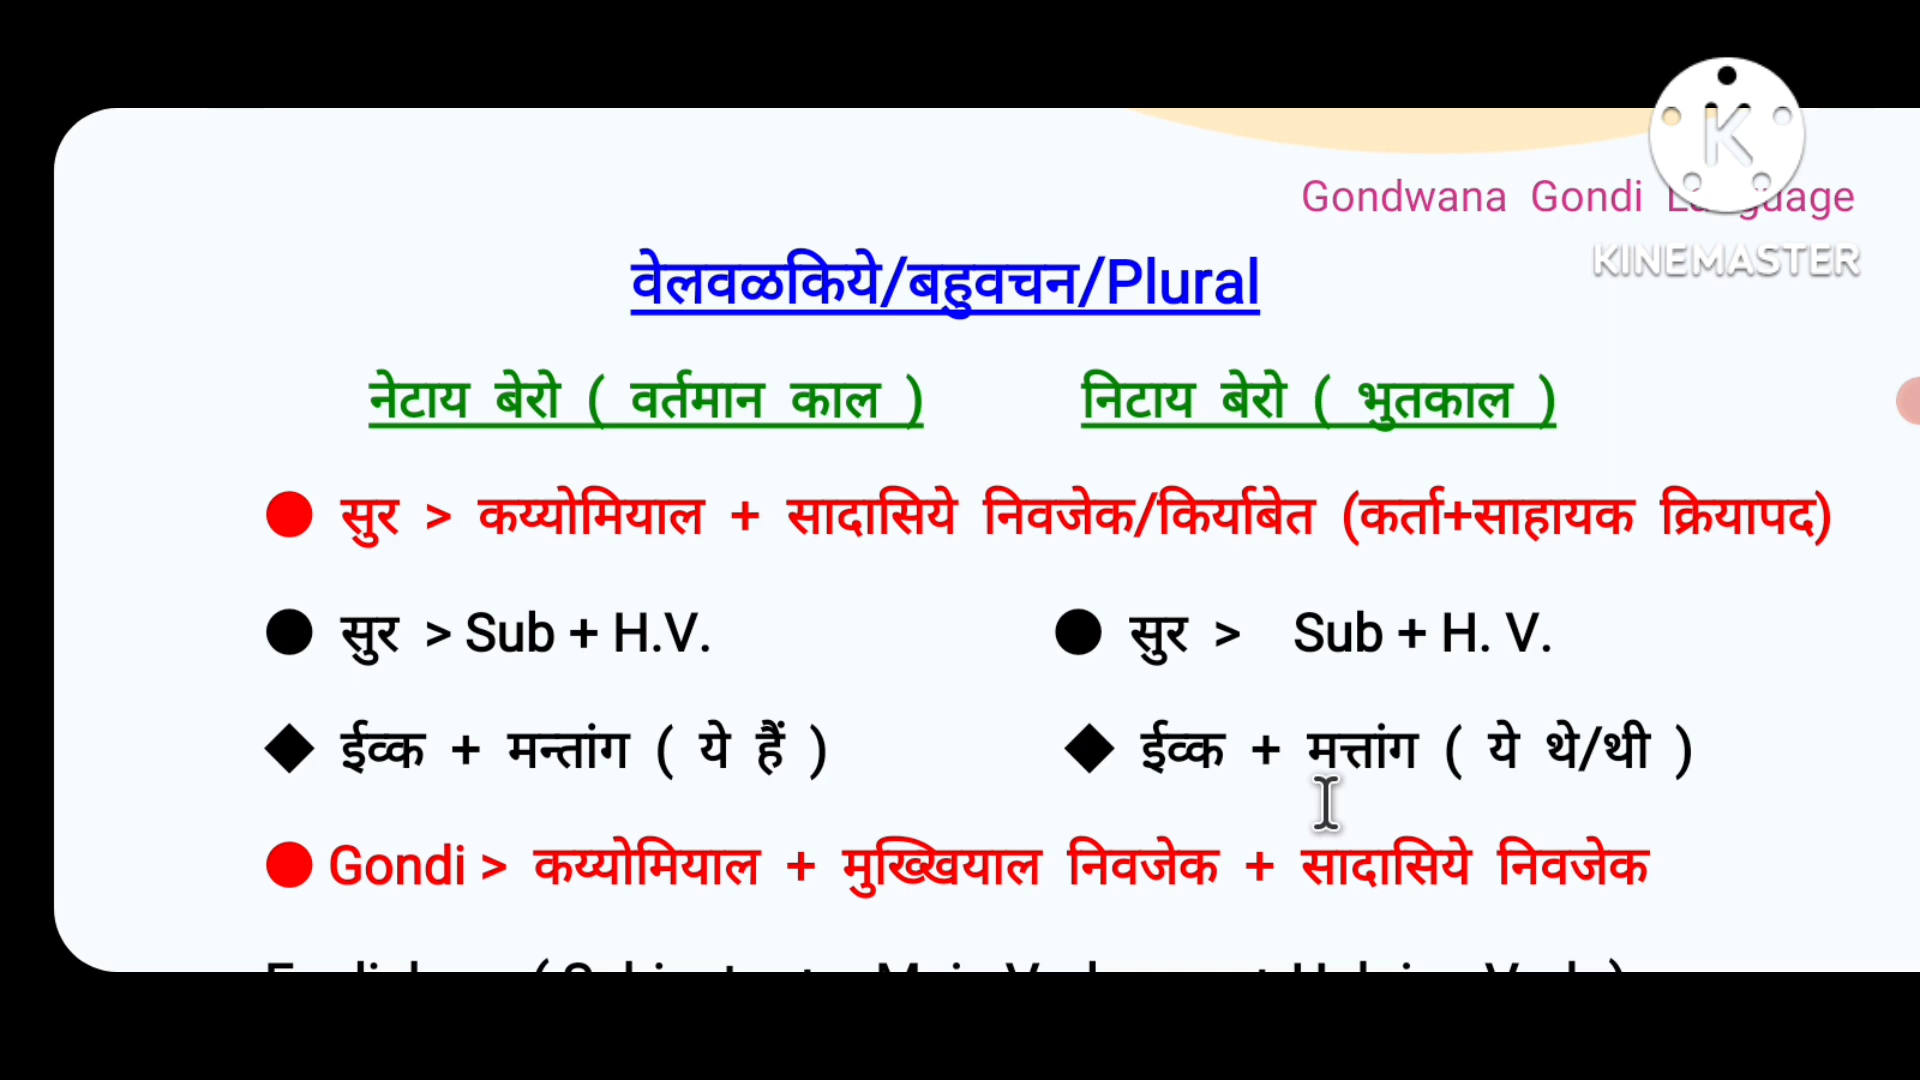 Gondwana Gondi Language
KINEMASTER
वेलवळकिये/बहुवचन/Plural
नेटाय बेरो ( वर्तमान काल ) निटाय बेरो ( भुतकाल )
● सुर > कय्योमियाल + सादासिये निवजेक/किर्याबेत (कर्ता+साहायक क्रियापद)
● सुर > Sub + H.V. ● सुर > Sub + H. V.
◆ ईव्क + मन्तांग ( ये हैं ) ◆ ईव्क + मत्तांग ( ये थे/थी )
● Gondi > कय्योमियाल + मुख्खियाल निवजेक + सादासिये निवजेक